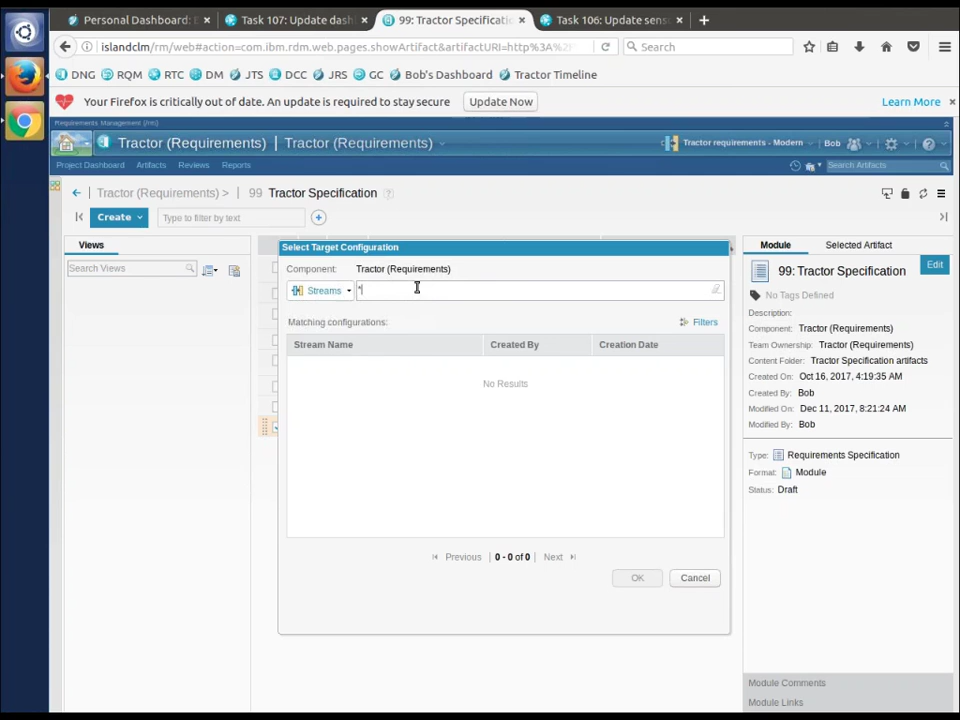 Personal Dashboard: B
Task 107: Update dash
99: Tractor Specificatio
Task 106: Update sens
islandclm/rm/web#action=com.ibm.rdm.web.pages.showArtifact&artifactURI=http%3A%2F
Search
DNG RQM RTC DM JTS DCC JRS GC Bob's Dashboard Tractor Timeline
Your Firefox is critically out of date. An update is required to stay secure
Update Now
Learn More
Requirements Management (/rm)
Tractor (Requirements) | Tractor (Requirements)
Tractor requirements - Modern
Bob
Project Dashboard Artifacts Reviews Reports
Search Artifacts
Tractor (Requirements) > 99 Tractor Specification
Create
Type to filter by text
Views
Search Views
Select Target Configuration
Component: Tractor (Requirements)
Streams *
Matching configurations:
Filters
Stream Name Created By Creation Date
No Results
Previous 0 - 0 of 0 Next
OK Cancel
Module Selected Artifact
99: Tractor Specification
Edit
No Tags Defined
Description:
Component: Tractor (Requirements)
Team Ownership: Tractor (Requirements)
Content Folder: Tractor Specification artifacts
Created On: Oct 16, 2017, 4:19:35 AM
Created By: Bob
Modified On: Dec 11, 2017, 8:21:24 AM
Modified By: Bob
Type: Requirements Specification
Format: Module
Status: Draft
Module Comments
Module Links